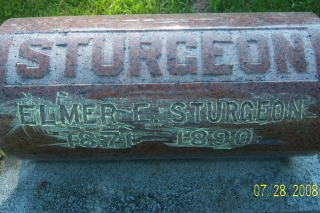 STURGEON
ELMER E. STURGEON
1871 - 1890
07 28 2008